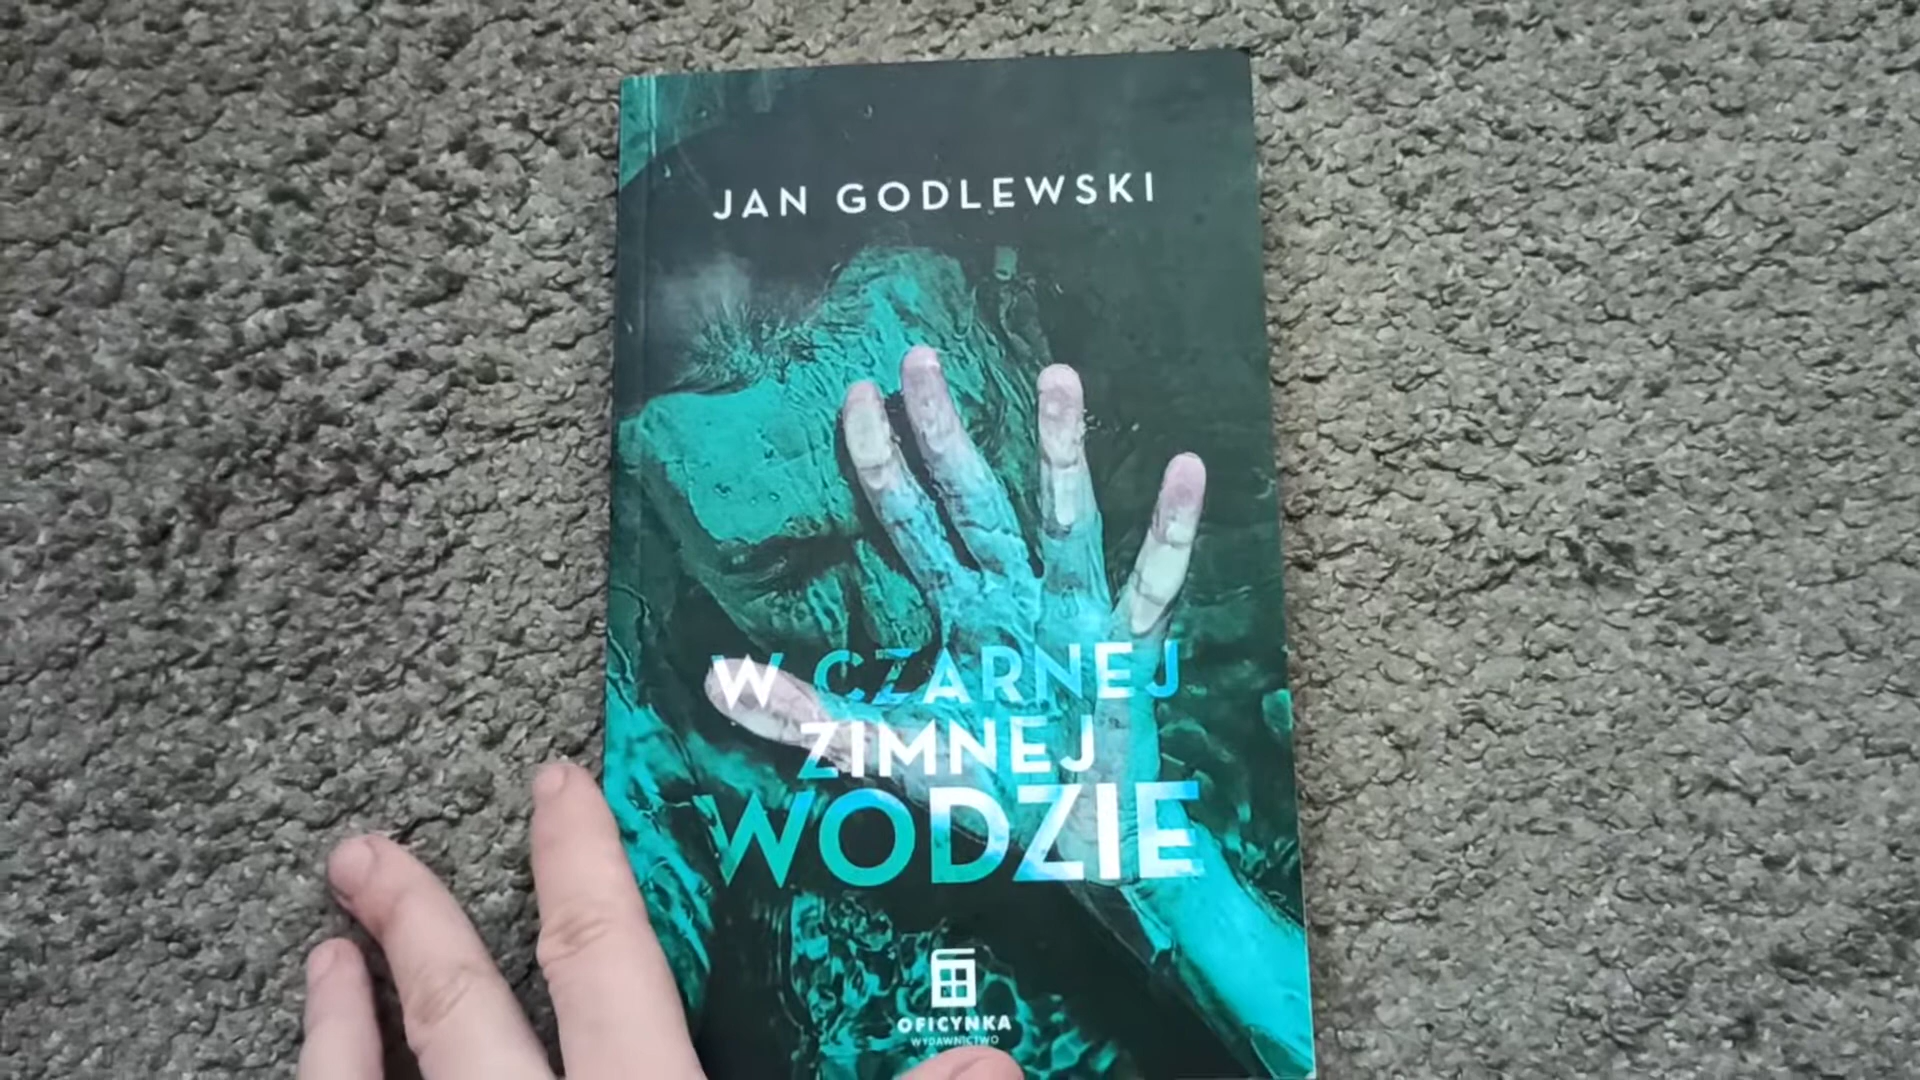 JAN GODLEWSKI
W CZARNEJ
ZIMNEJ
WODZIE
OFICYNKA
WYDAWNICTWO